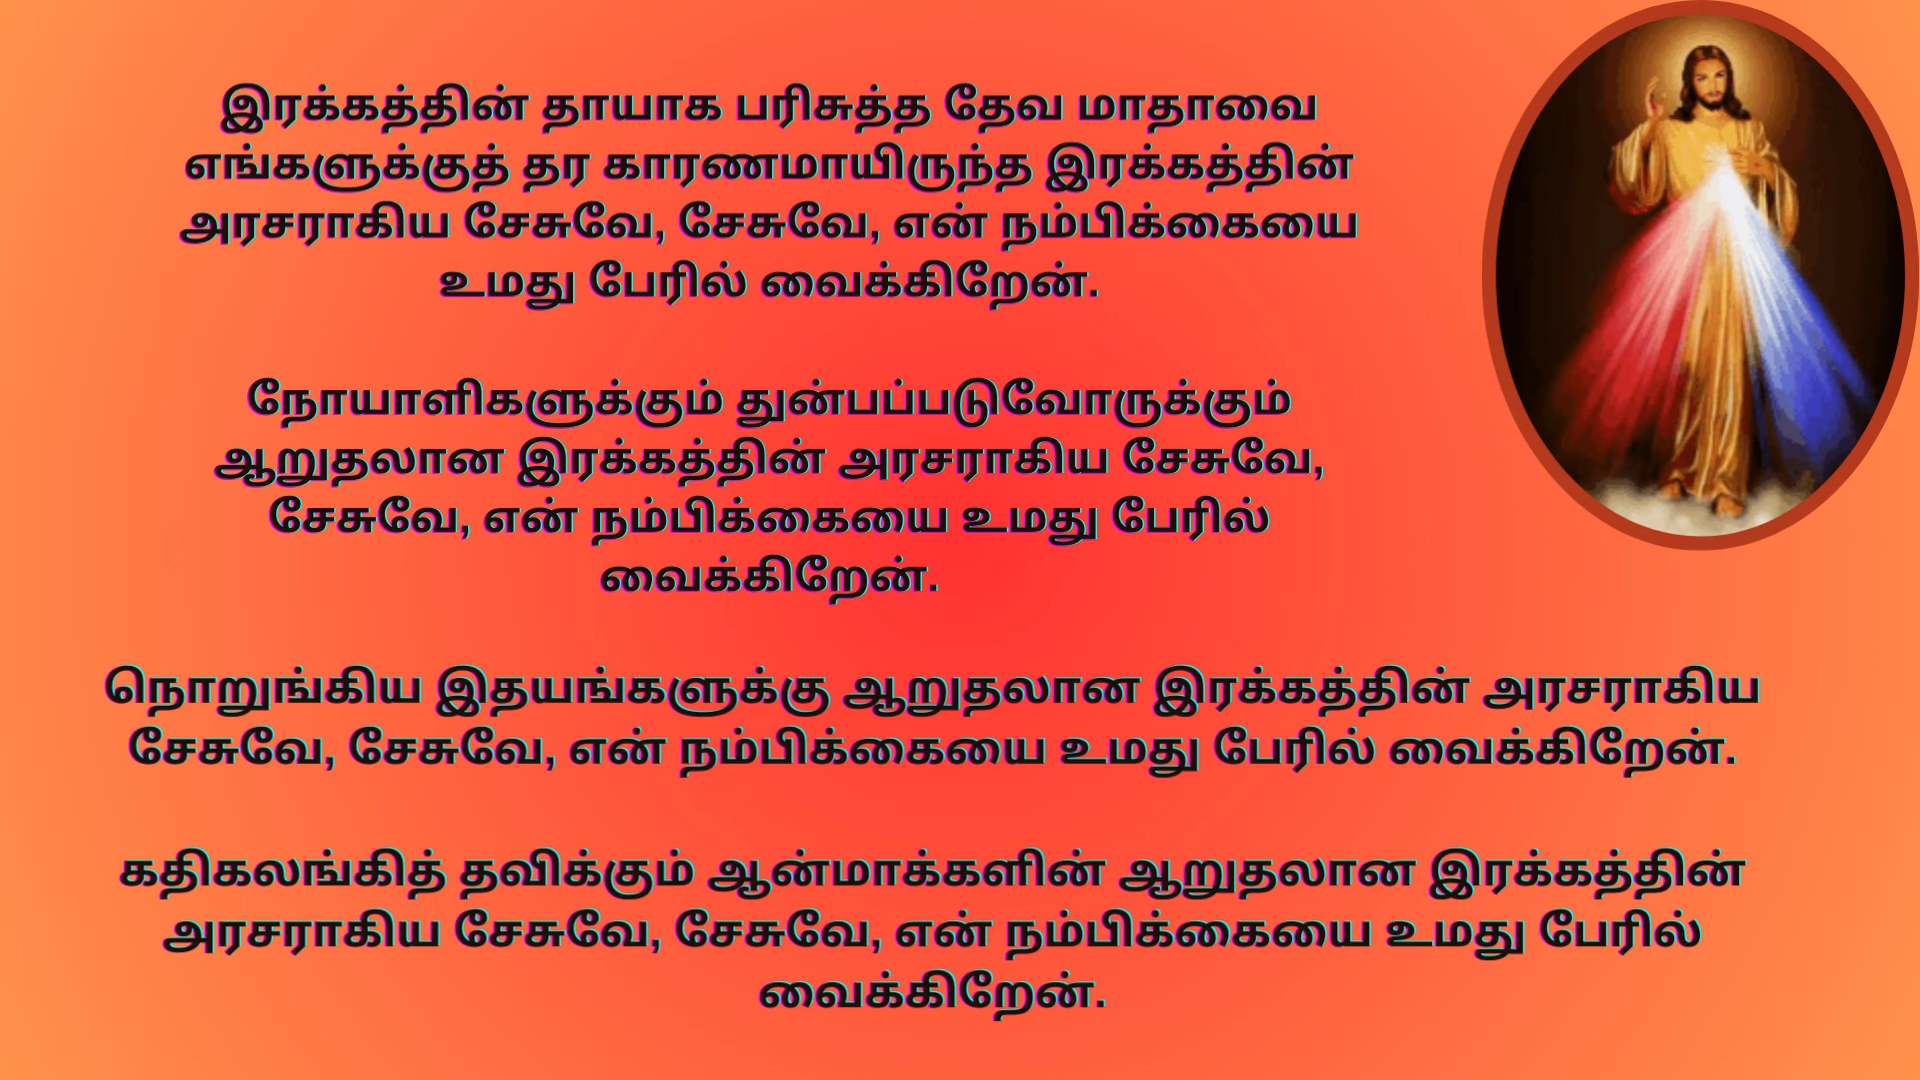 இரக்கத்தின் தாயாக பரிசுத்த தேவ மாதாவை
எங்களுக்குத் தர காரணமாயிருந்த இரக்கத்தின்
அரசராகிய சேசுவே, சேசுவே, என் நம்பிக்கையை
உமது பேரில் வைக்கிறேன்.
நோயாளிகளுக்கும் துன்பப்படுவோருக்கும்
ஆறுதலான இரக்கத்தின் அரசராகிய சேசுவே,
சேசுவே, என் நம்பிக்கையை உமது பேரில்
வைக்கிறேன்.
நொறுங்கிய இதயங்களுக்கு ஆறுதலான இரக்கத்தின் அரசராகிய
சேசுவே, சேசுவே, என் நம்பிக்கையை உமது பேரில் வைக்கிறேன்.
கதிகலங்கித் தவிக்கும் ஆன்மாக்களின் ஆறுதலான இரக்கத்தின்
அரசராகிய சேசுவே, சேசுவே, என் நம்பிக்கையை உமது பேரில்
வைக்கிறேன்.